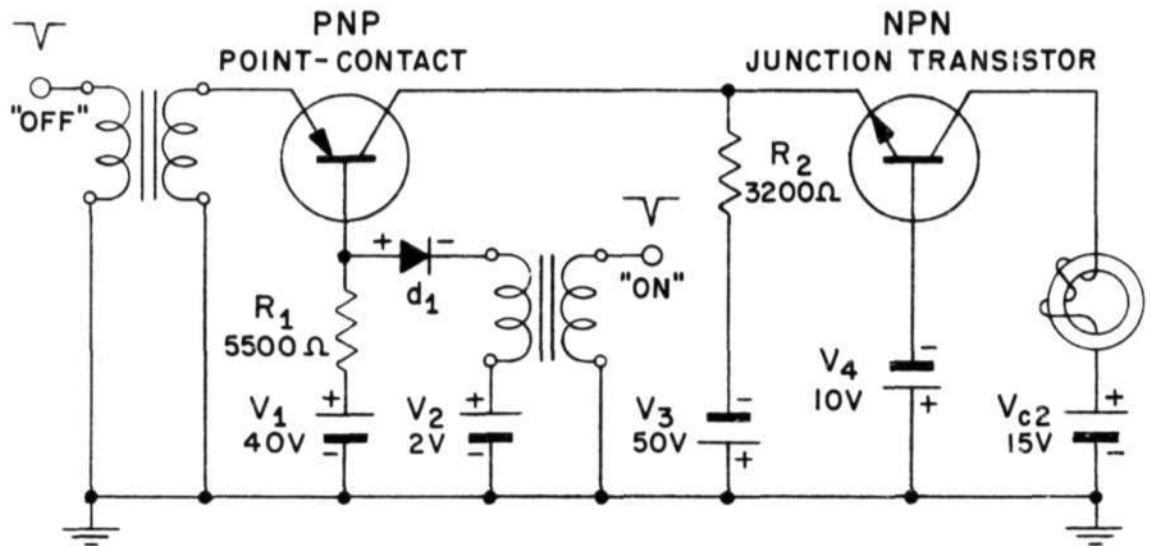 PNP
POINT-CONTACT
NPN
JUNCTION TRANSISTOR
"OFF"
R2
3200Ω
+ -
d1
"ON"
R1
5500Ω
+
V1
40V
-
+
V2
2V
-
-
V3
50V
+
-
V4
10V
+
+
Vc2
15V
-